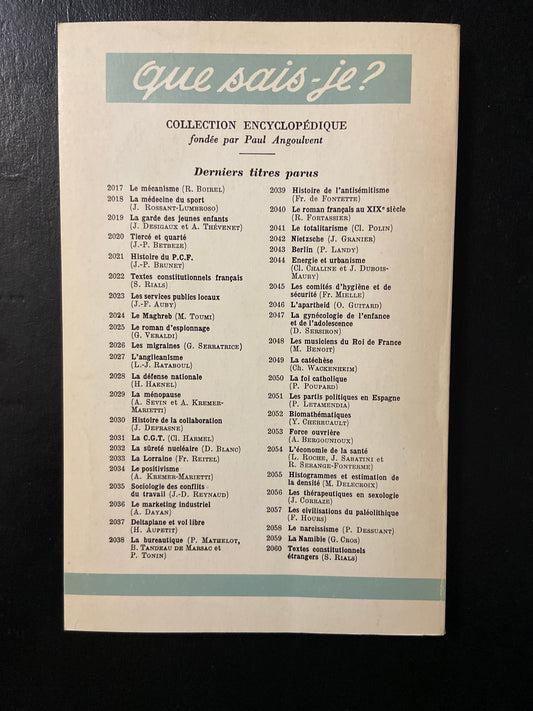 que sais-je?
COLLECTION ENCYCLOPÉDIQUE
fondée par Paul Angoulvent
Derniers titres parus
2017 Le mécanisme (R. BOIREL)
2018 La médecine du sport
(J. ROSSANT-LUMBROSO)
2019 La garde des jeunes enfants
(J. DESIGAUX et A. THÉVENET)
2020 Tiercé et quarté
(J.-P. BETBEZE)
2021 Histoire du P.C.F.
(J.-P. BRUNET)
2022 Textes constitutionnels français
(S. RIALS)
2023 Les services publics locaux
(J.-F. AUBY)
2024 Le Maghreb (M. TOUMI)
2025 Le roman d'espionnage
(G. VERALDI)
2026 Les migraines (G. SERRATRICE)
2027 L'anglicanisme
(L.-J. RATABOUL)
2028 La défense nationale
(H. HAENEL)
2029 La ménopause
(A. SEVIN et A. KREMER-
MARIETTI)
2030 Histoire de la collaboration
(J. DEFRASNE)
2031 La C.G.T. (Cl. HARMEL)
2032 La sûreté nucléaire (D. BLANC)
2033 La Lorraine (Fr. REITEL)
2034 Le positivisme
(A. KREMER-MARIETTI)
2035 Sociologie des conflits
du travail (J.-D. REYNAUD)
2036 Le marketing industriel
(A. DAYAN)
2037 Deltaplane et vol libre
(H. AUPETIT)
2038 La bureautique (P. MATHELOT,
B. TANDEAU DE MARSAC et
P. TONIN)
2039 Histoire de l'antisémitisme
(Fr. de FONTETTE)
2040 Le roman français au XIXe siècle
(R. FORTASSIER)
2041 Le totalitarisme (Cl. POLIN)
2042 Nietzsche (J. GRANIER)
2043 Berlin (P. LANDY)
2044 Energie et urbanisme
(Cl. CHALINE et J. DUBOIS-
MAURY)
2045 Les comités d'hygiène et de
sécurité (Fr. MIELLE)
2046 L'apartheid (O. GUITARD)
2047 La gynécologie de l'enfance
et de l'adolescence
(D. SERSIRON)
2048 Les musiciens du Roi de France
(M. BENOIT)
2049 La catéchèse
(Ch. WACKENHEIM)
2050 La foi catholique
(P. POUPARD)
2051 Les partis politiques en Espagne
(P. LETAMENDIA)
2052 Biomathématiques
(Y. CHERRUAULT)
2053 Force ouvrière
(A. BERGOUNIOUX)
2054 L'économie de la santé
(L. ROCHE, J. SABATINI et
R. SERANGE-FONTERME)
2055 Histogrammes et estimation de
la densité (M. DELECROIX)
2056 Les thérapeutiques en sexologie
(J. CORRAZE)
2057 Les civilisations du paléolithique
(F. HOURS)
2058 Le narcissisme (P. DESSUANT)
2059 La Namibie (G. CROS)
2060 Textes constitutionnels
étrangers (S. RIALS)